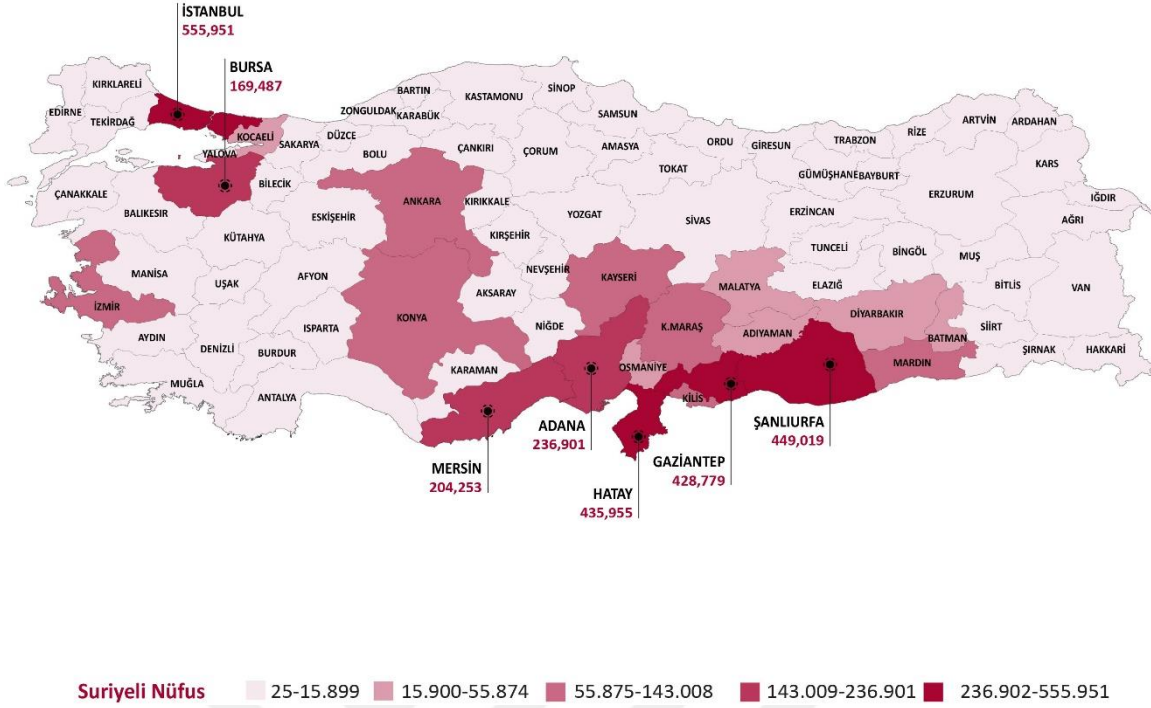 İSTANBUL
555,951
BURSA
169,487
KIRKLARELİ
EDİRNE
TEKİRDAĞ
KOCAELİ
YALOVA
SAKARYA
DÜZCE
ZONGULDAK
BARTIN
KARABÜK
KASTAMONU
SİNOP
SAMSUN
BOLU
ÇANKIRI
ÇORUM
AMASYA
ORDU
GİRESUN
TRABZON
RİZE
ARTVİN
ARDAHAN
TOKAT
GÜMÜŞHANE
BAYBURT
KARS
ÇANAKKALE
BALIKESIR
BİLECİK
ESKİŞEHİR
ANKARA
KIRIKKALE
YOZGAT
SİVAS
ERZİNCAN
ERZURUM
IĞDIR
AĞRI
KÜTAHYA
KIRŞEHİR
TUNCELİ
BİNGÖL
MUŞ
MANİSA
UŞAK
AFYON
NEVŞEHİR
AKSARAY
KAYSERİ
MALATYA
ELAZIĞ
BİTLİS
VAN
İZMİR
KONYA
DİYARBAKIR
AYDIN
DENİZLİ
ISPARTA
BURDUR
NİĞDE
K.MARAŞ
ADIYAMAN
BATMAN
SİİRT
ŞIRNAK
HAKKARİ
MUĞLA
ANTALYA
KARAMAN
OSMANİYE
KİLİS
MARDIN
MERSİN
204,253
ADANA
236,901
HATAY
435,955
GAZİANTEP
428,779
ŞANLIURFA
449,019
Suriyeli Nüfus 25-15.899 15.900-55.874 55.875-143.008 143.009-236.901 236.902-555.951